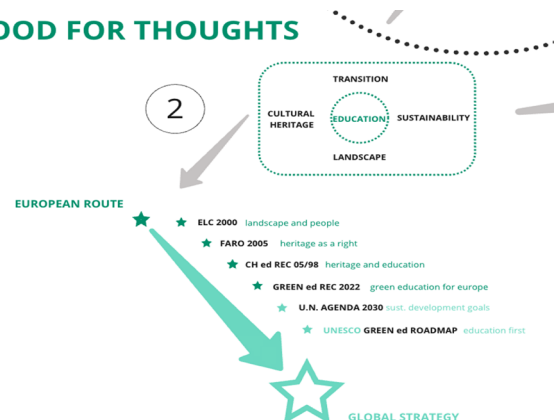 OOD FOR THOUGHTS
2
TRANSITION
CULTURAL
HERITAGE
EDUCATION
SUSTAINABILITY
LANDSCAPE
EUROPEAN ROUTE
ELC 2000 landscape and people
FARO 2005 heritage as a right
CH ed REC 05/98 heritage and education
GREEN ed REC 2022 green education for europe
U.N. AGENDA 2030 sust. development goals
UNESCO GREEN ed ROADMAP education first
GLOBAL STRATEGY